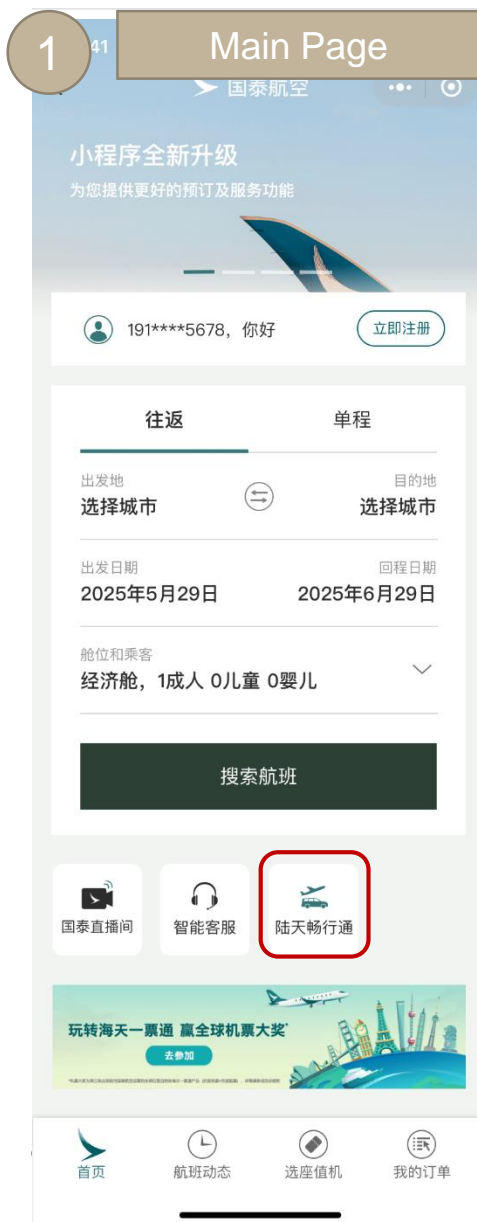 1
41
Main Page
国泰航空
小程序全新升级
为您提供更好的预订及服务功能
191****5678，你好
立即注册
往返
单程
出发地
目的地
选择城市
选择城市
出发日期
回程日期
2025年5月29日
2025年6月29日
舱位和乘客
经济舱，1成人 0儿童 0婴儿
搜索航班
国泰直播间
智能客服
陆天畅行通
玩转海天一票通 赢全球机票大奖*
去参加
首页
航班动态
选座值机
我的订单